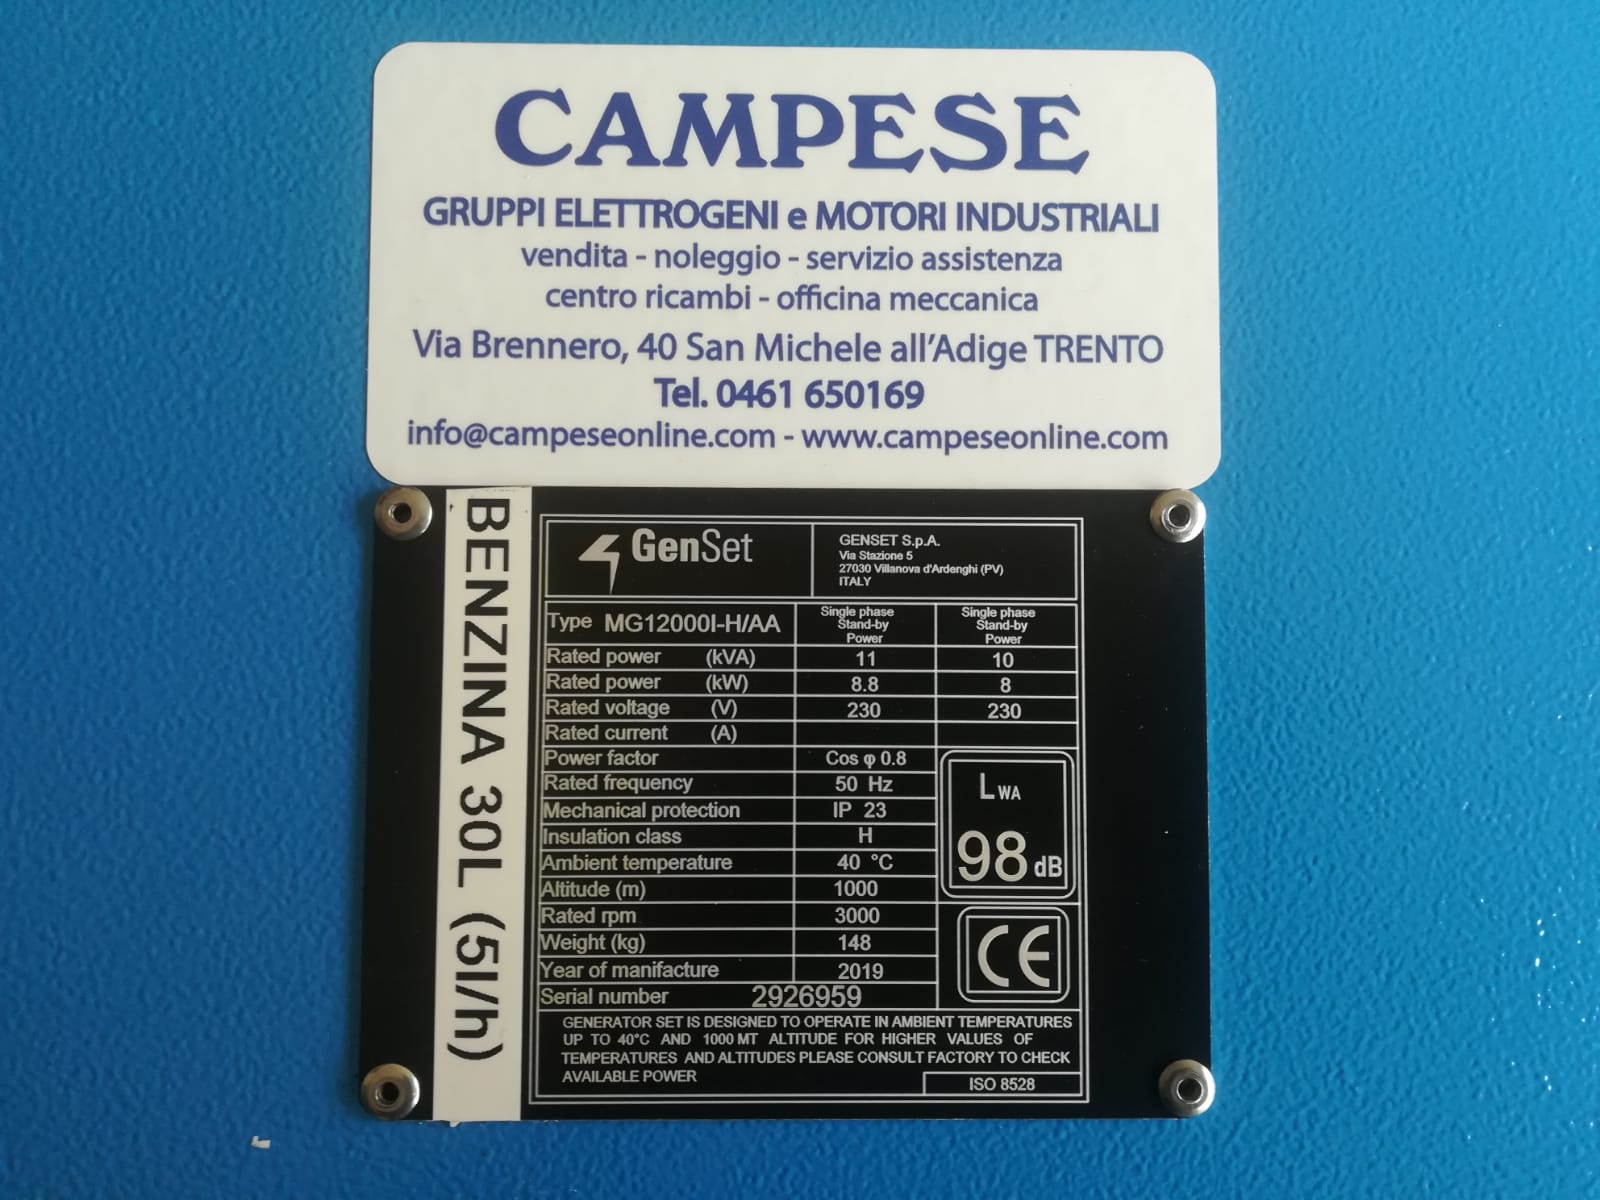 CAMPESE
GRUPPI ELETTROGENI e MOTORI INDUSTRIALI
vendita - noleggio - servizio assistenza
centro ricambi - officina meccanica
Via Brennero, 40 San Michele all'Adige TRENTO
Tel. 0461 650169
info@campeseonline.com - www.campeseonline.com
BENZINA 30L (5l/h)
GenSet
GENSET S.p.A.
Via Stazione 5
27030 Villanova d'Ardenghi (PV)
ITALY
Type MG12000I-H/AA
Single phase
Stand-by
Power
Single phase
Stand-by
Power
Rated power (kVA) 11 10
Rated power (kW) 8.8 8
Rated voltage (V) 230 230
Rated current (A)
Power factor Cos φ 0.8
Rated frequency 50 Hz
Mechanical protection IP 23
Insulation class H
Ambient temperature 40 °C
Altitude (m) 1000
Rated rpm 3000
Weight (kg) 148
Year of manifacture 2019
Serial number 2926959
LWA
98 dB
CE
GENERATOR SET IS DESIGNED TO OPERATE IN AMBIENT TEMPERATURES
UP TO 40°C AND 1000 MT ALTITUDE FOR HIGHER VALUES OF
TEMPERATURES AND ALTITUDES PLEASE CONSULT FACTORY TO CHECK
AVAILABLE POWER
ISO 8528